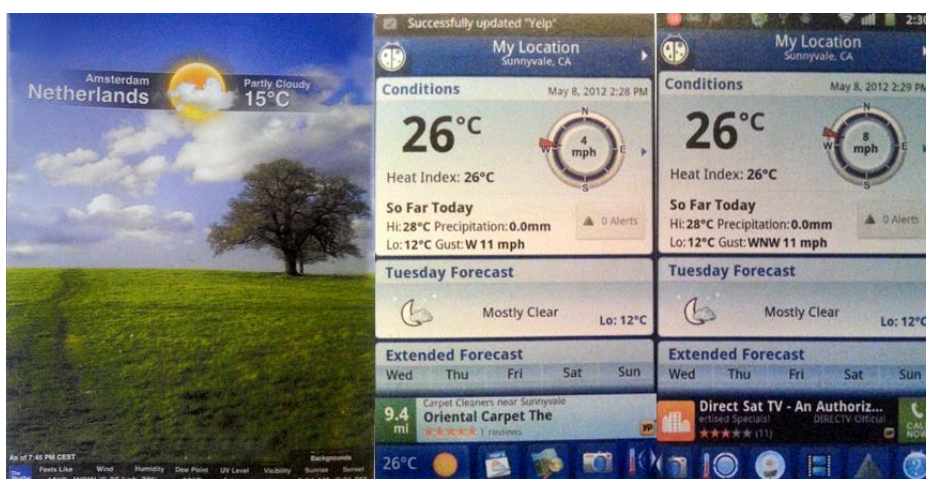 Amsterdam
Netherlands
Partly Cloudy
15°C
As of 7:45 PM CEST
Backgrounds
The Weather
Feels Like Wind Humidity Dew Point UV Level Visibility Sunrise Sunset
Successfully updated "Yelp"
My Location
Sunnyvale, CA
Conditions
May 8, 2012 2:28 PM
26°C
N
W
E
S
4
mph
Heat Index: 26°C
So Far Today
Hi: 28°C Precipitation: 0.0mm
Lo: 12°C Gust: W 11 mph
0 Alerts
Tuesday Forecast
Mostly Clear
Lo: 12°C
Extended Forecast
Wed Thu Fri Sat Sun
9.4
mi
Carpet Cleaners near Sunnyvale
Oriental Carpet The
1 reviews
yp
26°C
2:30
My Location
Sunnyvale, CA
Conditions
May 8, 2012 2:29 PM
26°C
N
W
E
S
8
mph
Heat Index: 26°C
So Far Today
Hi: 28°C Precipitation: 0.0mm
Lo: 12°C Gust: WNW 11 mph
0 Alerts
Tuesday Forecast
Mostly Clear
Lo: 12°C
Extended Forecast
Wed Thu Fri Sat Sun
Direct Sat TV - An Authoriz...
ertised Specials! DIRECTV Official
(11)
CALL
NOW